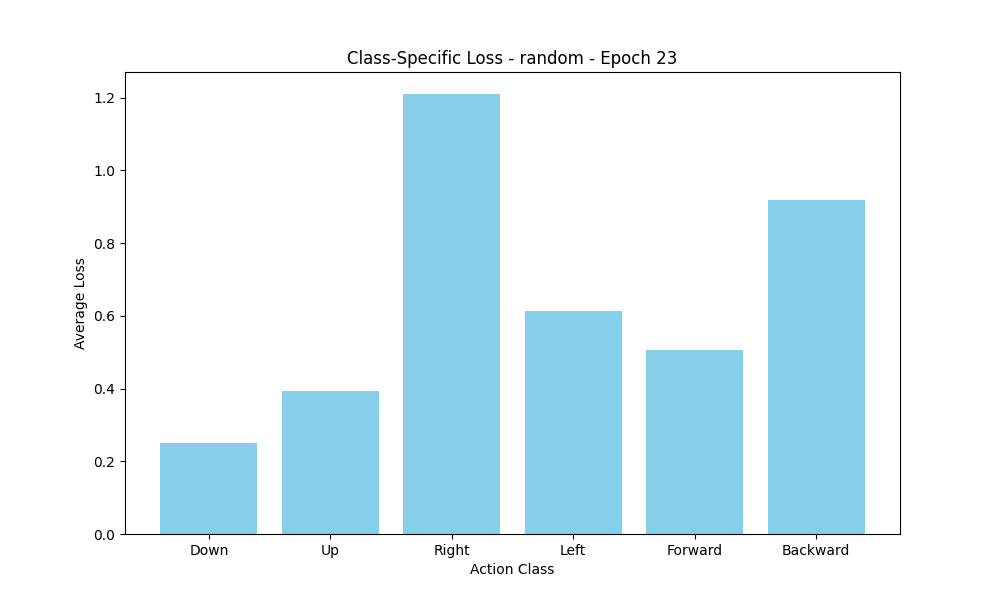 Class-Specific Loss - random - Epoch 23
1.2
1.0
0.8
0.6
0.4
0.2
0.0
Average Loss
Down Up Right Left Forward Backward
Action Class